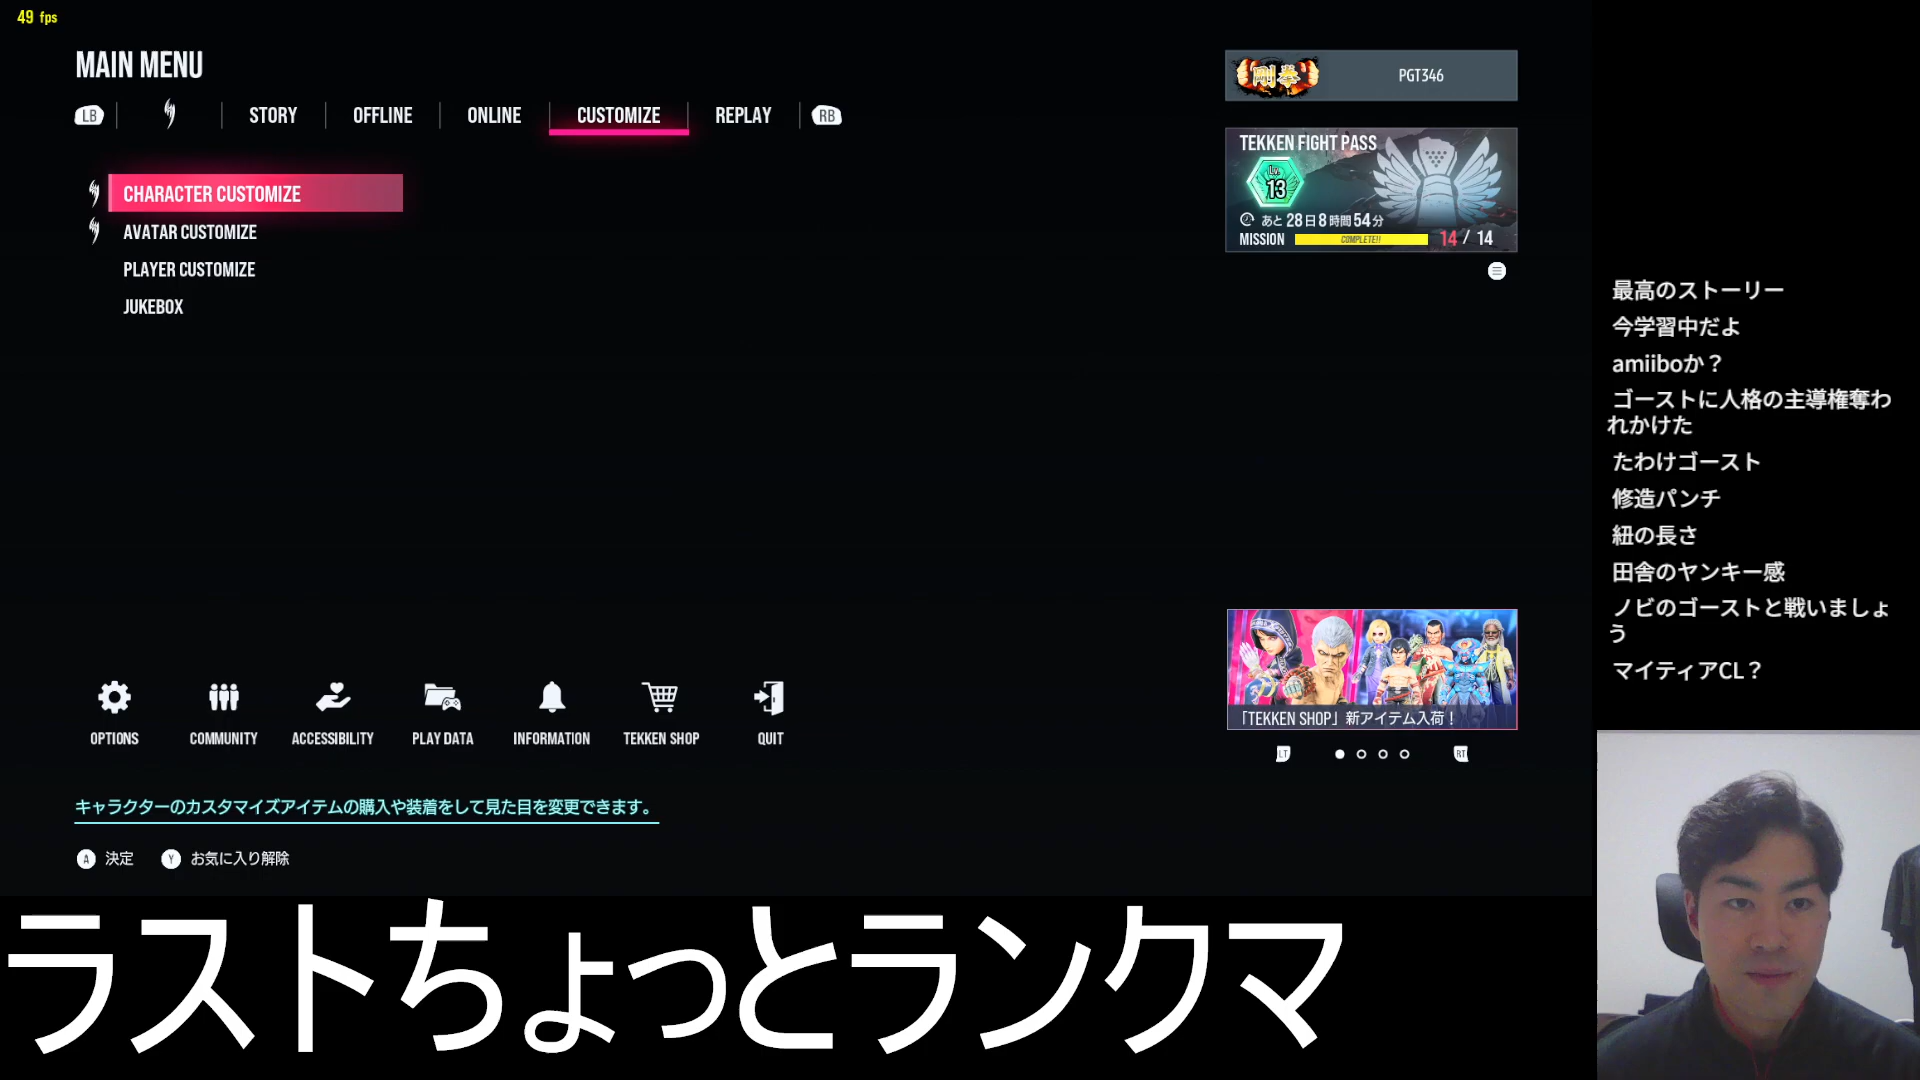 49 fps
MAIN MENU
LB
STORY
OFFLINE
ONLINE
CUSTOMIZE
REPLAY
RB
CHARACTER CUSTOMIZE
AVATAR CUSTOMIZE
PLAYER CUSTOMIZE
JUKEBOX
剛拳
PGT346
TEKKEN FIGHT PASS
Lv.
13
あと28日8時間54分
MISSION COMPLETE!! 14 / 14
「TEKKEN SHOP」新アイテム入荷！
LT
RT
OPTIONS
COMMUNITY
ACCESSIBILITY
PLAY DATA
INFORMATION
TEKKEN SHOP
QUIT
キャラクターのカスタマイズアイテムの購入や装着をして見た目を変更できます。
A 決定 Y お気に入り解除
ラストちょっとランクマ
最高のストーリー
今学習中だよ
amiiboか？
ゴーストに人格の主導権奪わ
れかけた
たわけゴースト
修造パンチ
紐の長さ
田舎のヤンキー感
ノビのゴーストと戦いましょ
う
マイティアCL？